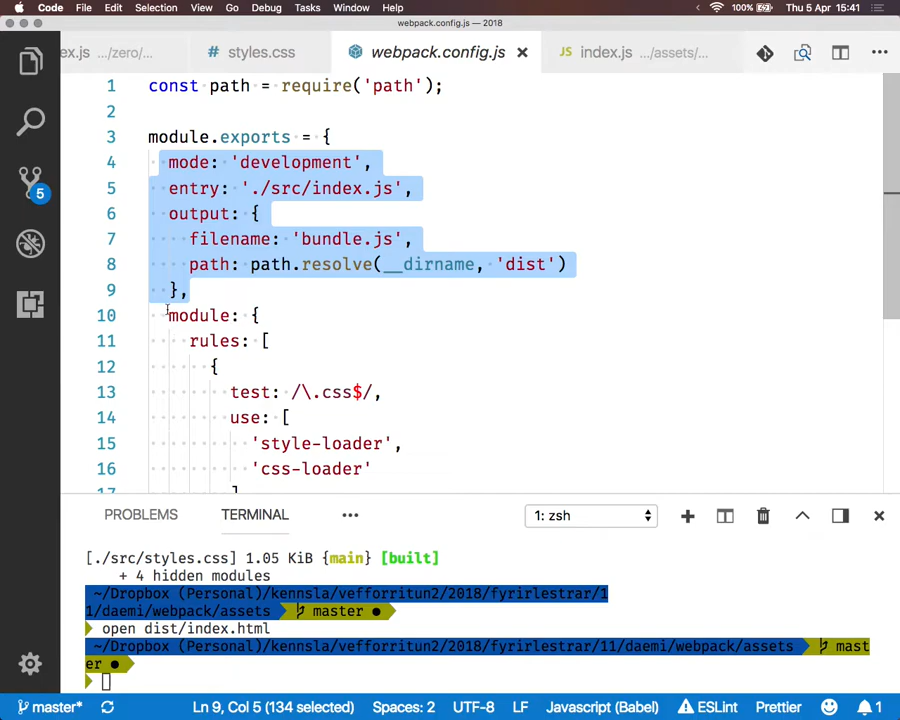 Code File Edit Selection View Go Debug Tasks Window Help 100% Thu 5 Apr 15:41
webpack.config.js — 2018
ex.js .../zero/... # styles.css webpack.config.js JS index.js .../assets/...
1 const path = require('path');
2
3 module.exports = {
4 mode: 'development',
5 entry: './src/index.js',
6 output: {
7 filename: 'bundle.js',
8 path: path.resolve(__dirname, 'dist')
9 },
10 module: {
11 rules: [
12 {
13 test: /\.css$/,
14 use: [
15 'style-loader',
16 'css-loader'
17 ]
5
PROBLEMS TERMINAL ••• 1: zsh
[./src/styles.css] 1.05 KiB {main} [built]
+ 4 hidden modules
~/Dropbox (Personal)/kennsla/vefforritun2/2018/fyrirlestrar/1
1/daemi/webpack/assets master ●
open dist/index.html
~/Dropbox (Personal)/kennsla/vefforritun2/2018/fyrirlestrar/11/daemi/webpack/assets mast
er ●
master* Ln 9, Col 5 (134 selected) Spaces: 2 UTF-8 LF Javascript (Babel) ESLint Prettier 1